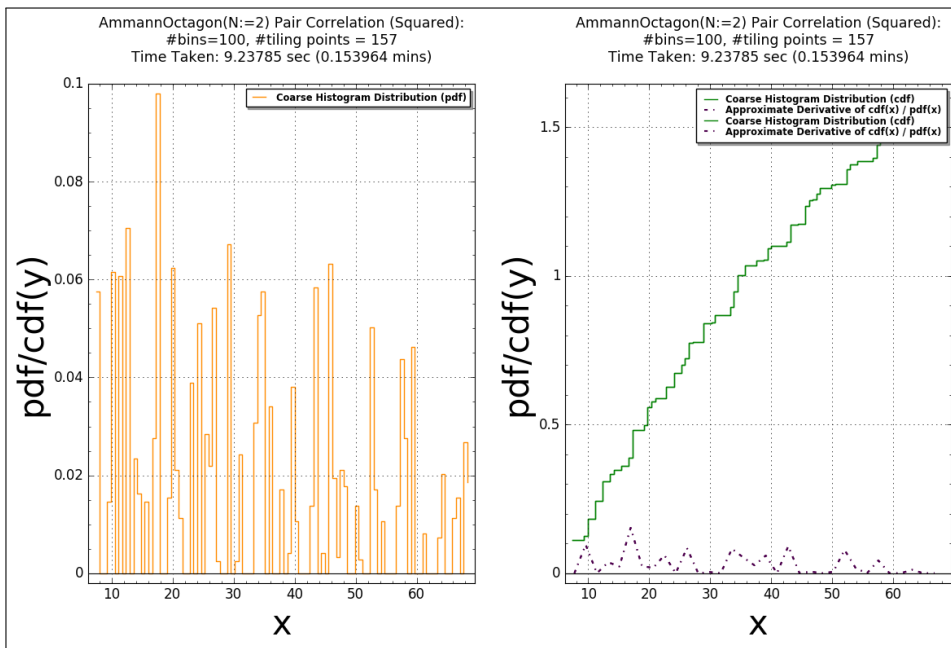 AmmannOctagon(N:=2) Pair Correlation (Squared):
#bins=100, #tiling points = 157
Time Taken: 9.23785 sec (0.153964 mins)
Coarse Histogram Distribution (pdf)
0.1
0.08
0.06
0.04
0.02
0
pdf/cdf(y)
10 20 30 40 50 60
x
AmmannOctagon(N:=2) Pair Correlation (Squared):
#bins=100, #tiling points = 157
Time Taken: 9.23785 sec (0.153964 mins)
Coarse Histogram Distribution (cdf)
Approximate Derivative of cdf(x) / pdf(x)
Coarse Histogram Distribution (cdf)
Approximate Derivative of cdf(x) / pdf(x)
1.5
1
0.5
0
pdf/cdf(y)
10 20 30 40 50 60
x